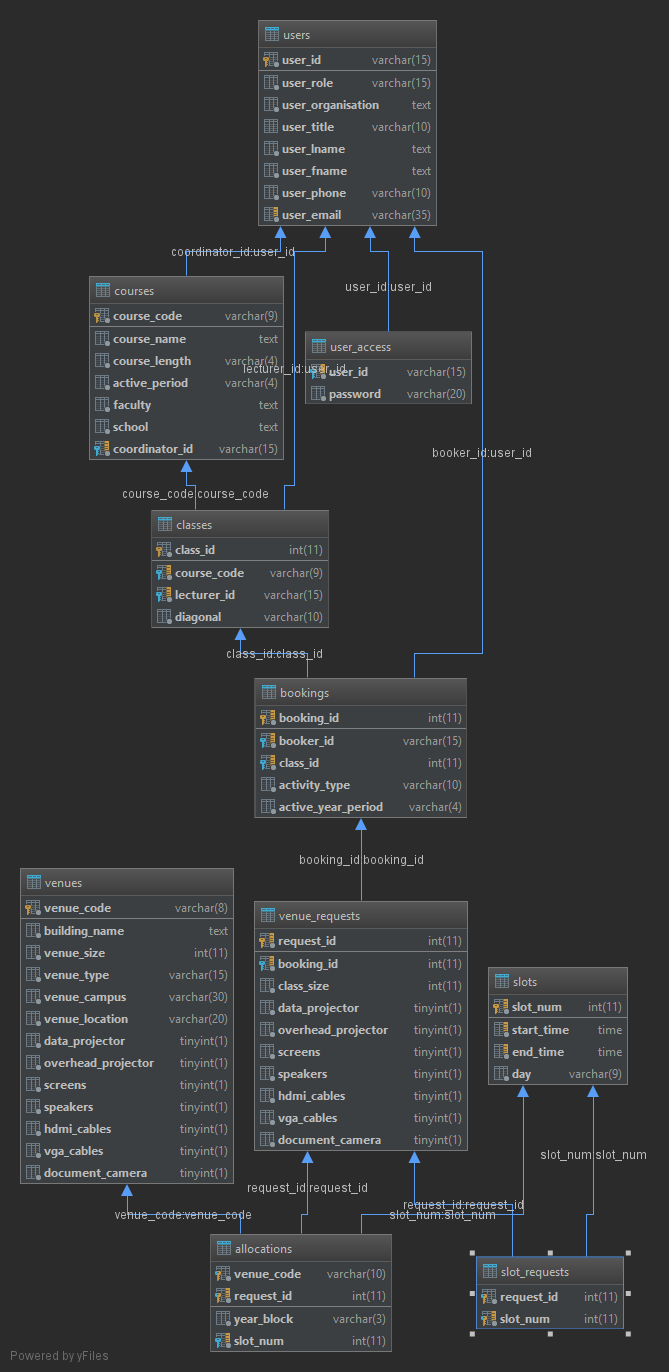 users
user_id varchar(15)
user_role varchar(15)
user_organisation text
user_title varchar(10)
user_lname text
user_fname text
user_phone varchar(10)
user_email varchar(35)
coordinator_id:user_id
user_id:user_id
courses
course_code varchar(9)
course_name text
course_length varchar(4)
active_period varchar(4)
faculty text
school text
coordinator_id varchar(15)
user_access
user_id varchar(15)
password varchar(20)
lecturer_id:user_id
booker_id:user_id
course_code:course_code
classes
class_id int(11)
course_code varchar(9)
lecturer_id varchar(15)
diagonal varchar(10)
class_id:class_id
bookings
booking_id int(11)
booker_id varchar(15)
class_id int(11)
activity_type varchar(10)
active_year_period varchar(4)
booking_id:booking_id
venues
venue_code varchar(8)
building_name text
venue_size int(11)
venue_type varchar(15)
venue_campus varchar(30)
venue_location varchar(20)
data_projector tinyint(1)
overhead_projector tinyint(1)
screens tinyint(1)
speakers tinyint(1)
hdmi_cables tinyint(1)
vga_cables tinyint(1)
document_camera tinyint(1)
venue_requests
request_id int(11)
booking_id int(11)
class_size int(11)
data_projector tinyint(1)
overhead_projector tinyint(1)
screens tinyint(1)
speakers tinyint(1)
hdmi_cables tinyint(1)
vga_cables tinyint(1)
document_camera tinyint(1)
slots
slot_num int(11)
start_time time
end_time time
day varchar(9)
slot_num:slot_num
request_id:request_id
request_id:request_id
venue_code:venue_code
slot_num:slot_num
allocations
venue_code varchar(10)
request_id int(11)
year_block varchar(3)
slot_num int(11)
slot_requests
request_id int(11)
slot_num int(11)
Powered by yFiles